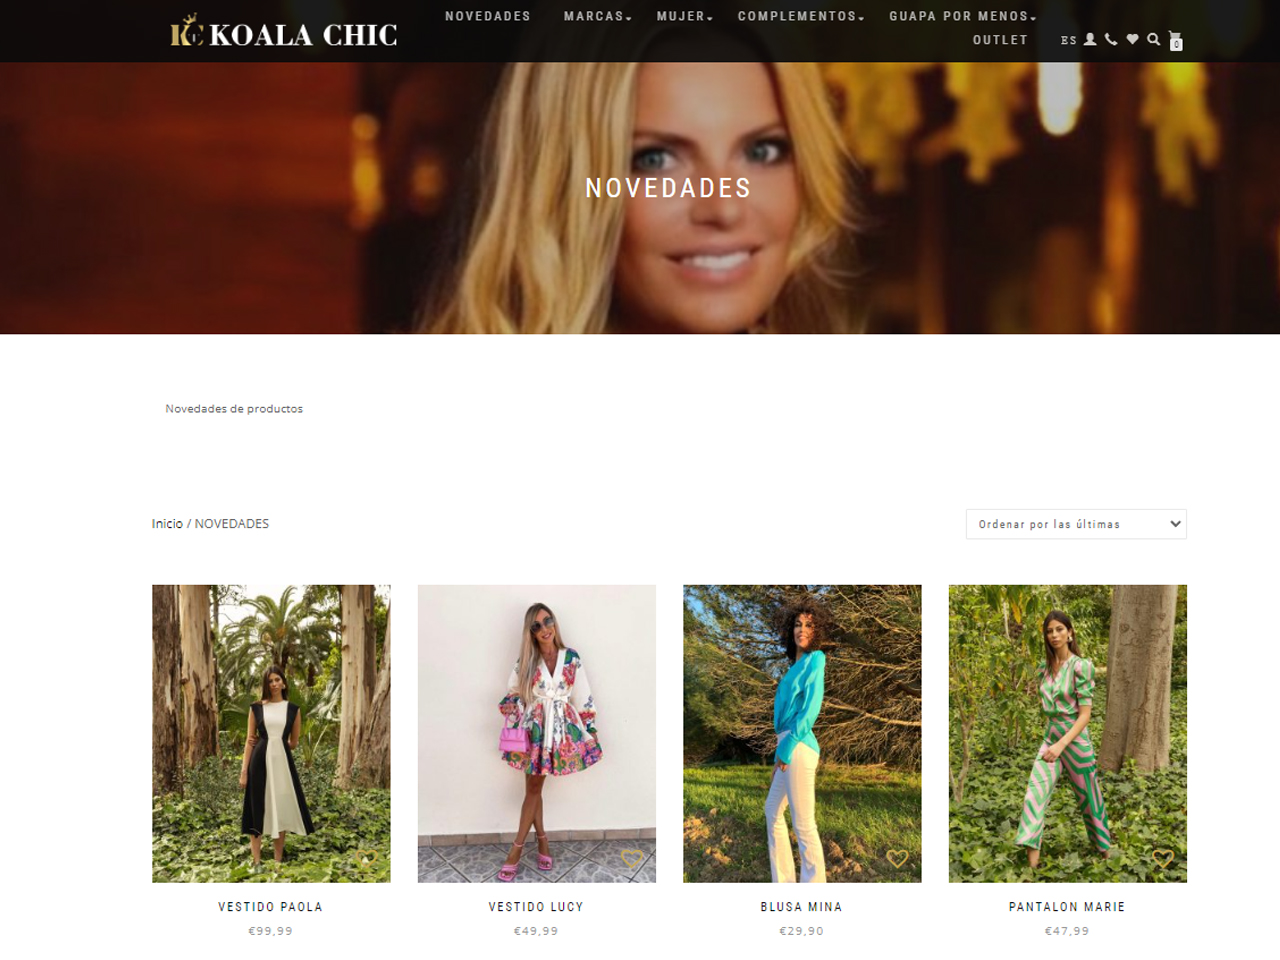 KC KOALA CHIC
NOVEDADES MARCAS MUJER COMPLEMENTOS GUAPA POR MENOS
OUTLET ES 0
NOVEDADES
Novedades de productos
Inicio / NOVEDADES
Ordenar por las últimas
VESTIDO PAOLA
€99,99
VESTIDO LUCY
€49,99
BLUSA MINA
€29,90
PANTALON MARIE
€47,99